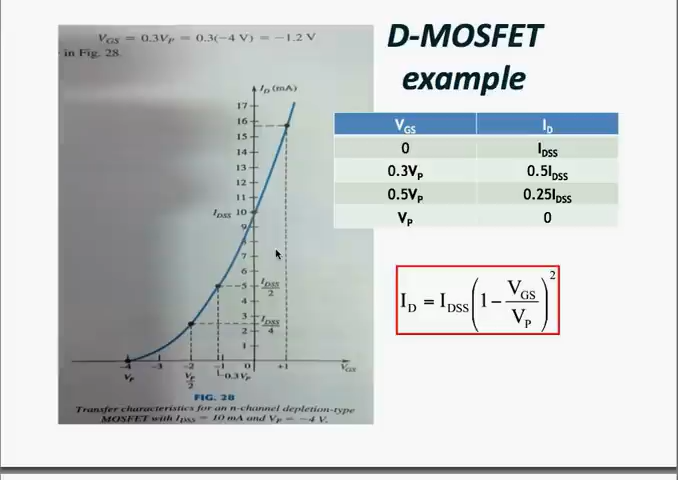 V_GS = 0.3V_P = 0.3(−4 V) = −1.2 V
in Fig. 28.
D-MOSFET
example
V_GS I_D
0 I_DSS
0.3V_P 0.5I_DSS
0.5V_P 0.25I_DSS
V_P 0
I_D = I_DSS(1 − V_GS/V_P)^2
I_D (mA)
17
16
15
14
13
12
11
I_DSS 10
9
8
7
6
5 I_DSS/2
4
3
I_DSS/4
2
1
−4 −3 −2 −1 0 +1 V_GS
V_P V_P/2 0.3V_P
FIG. 28
Transfer characteristics for an n-channel depletion-type
MOSFET with I_DSS = 10 mA and V_P = −4 V.